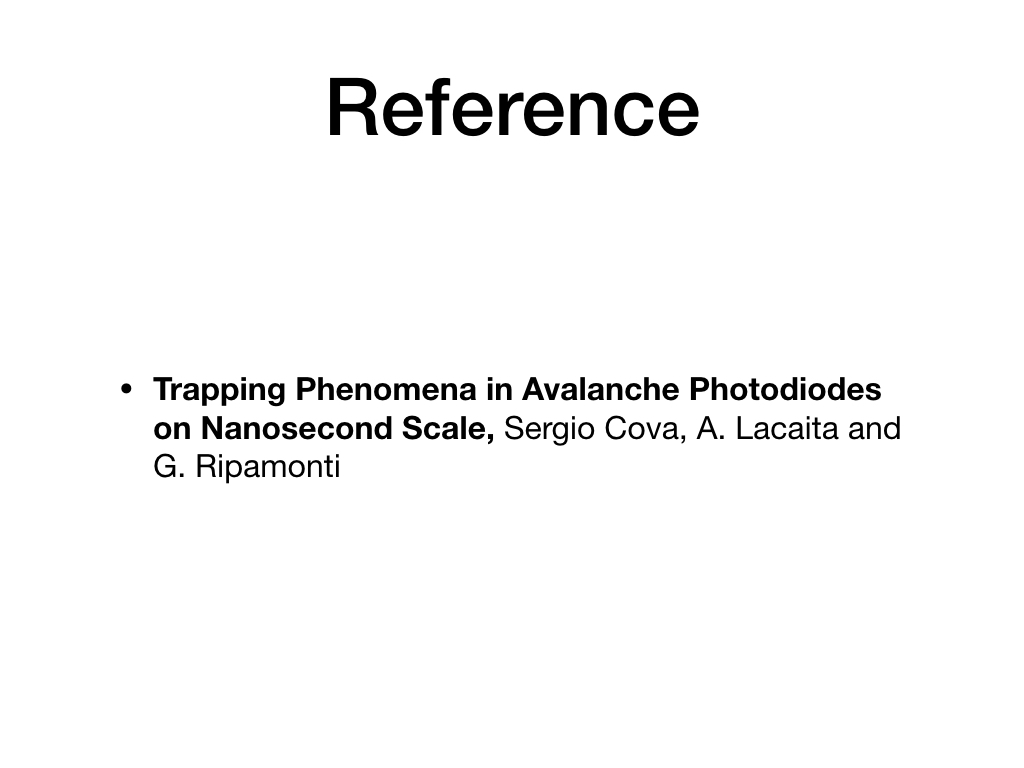 Reference
• Trapping Phenomena in Avalanche Photodiodes
on Nanosecond Scale, Sergio Cova, A. Lacaita and
G. Ripamonti